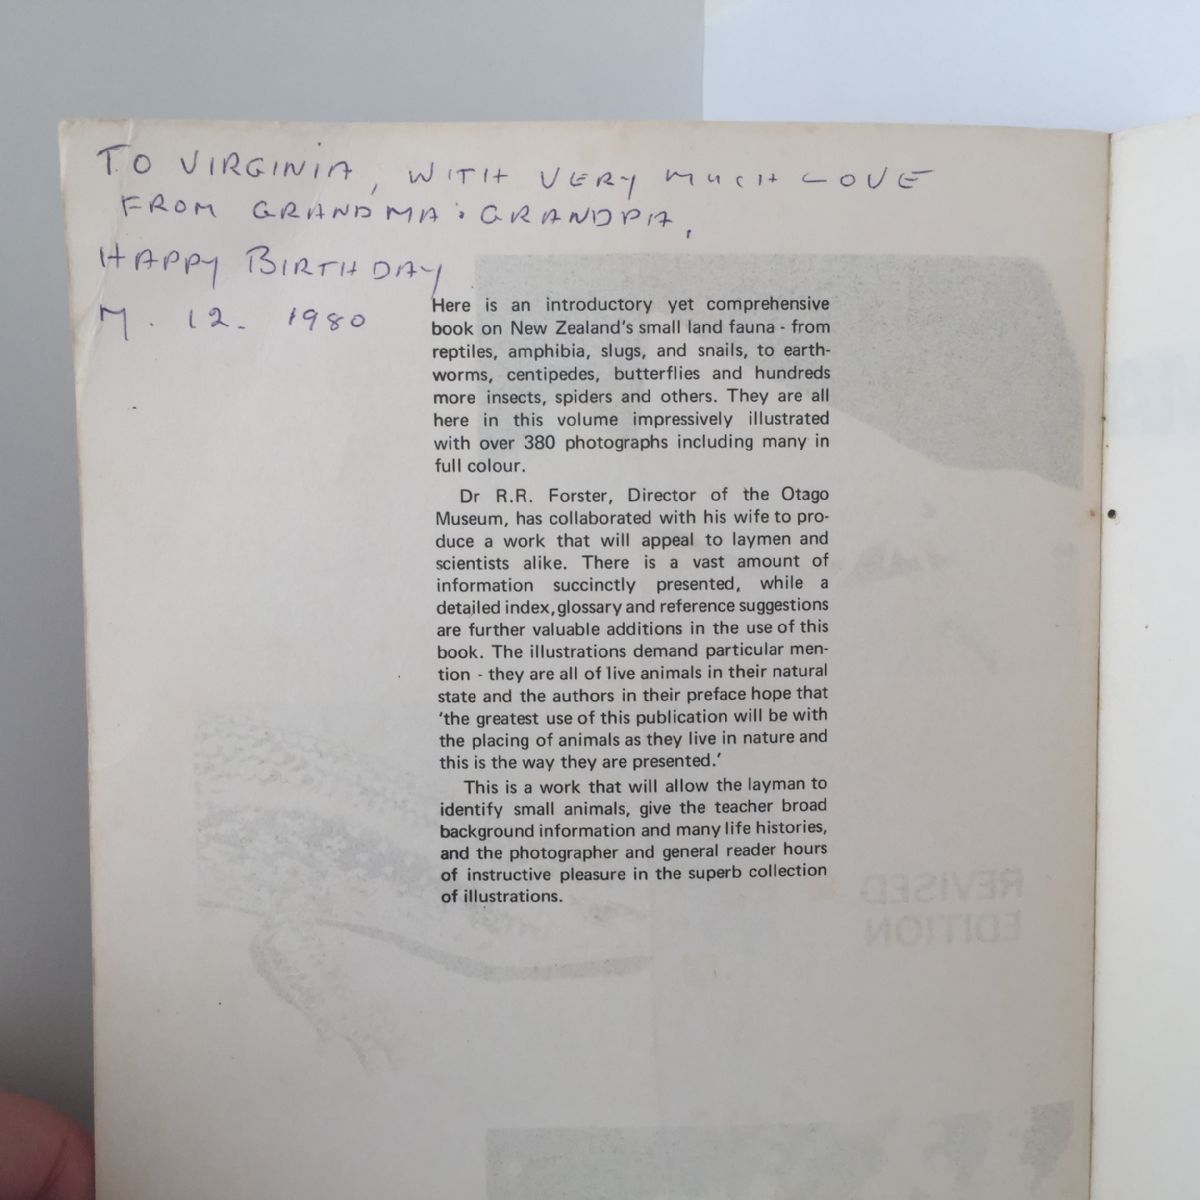 TO VIRGINIA, WITH VERY MUCH LOVE
FROM GRANDMA & GRANDPA.
HAPPY BIRTHDAY
12. 1980
Here is an introductory yet comprehensive
book on New Zealand's small land fauna - from
reptiles, amphibia, slugs, and snails, to earth-
worms, centipedes, butterflies and hundreds
more insects, spiders and others. They are all
here in this volume impressively illustrated
with over 380 photographs including many in
full colour.
Dr R.R. Forster, Director of the Otago
Museum, has collaborated with his wife to pro-
duce a work that will appeal to laymen and
scientists alike. There is a vast amount of
information succinctly presented, while a
detailed index, glossary and reference suggestions
are further valuable additions in the use of this
book. The illustrations demand particular men-
tion - they are all of live animals in their natural
state and the authors in their preface hope that
'the greatest use of this publication will be with
the placing of animals as they live in nature and
this is the way they are presented.'
This is a work that will allow the layman to
identify small animals, give the teacher broad
background information and many life histories,
and the photographer and general reader hours
of instructive pleasure in the superb collection
of illustrations.
REVISED
EDITION